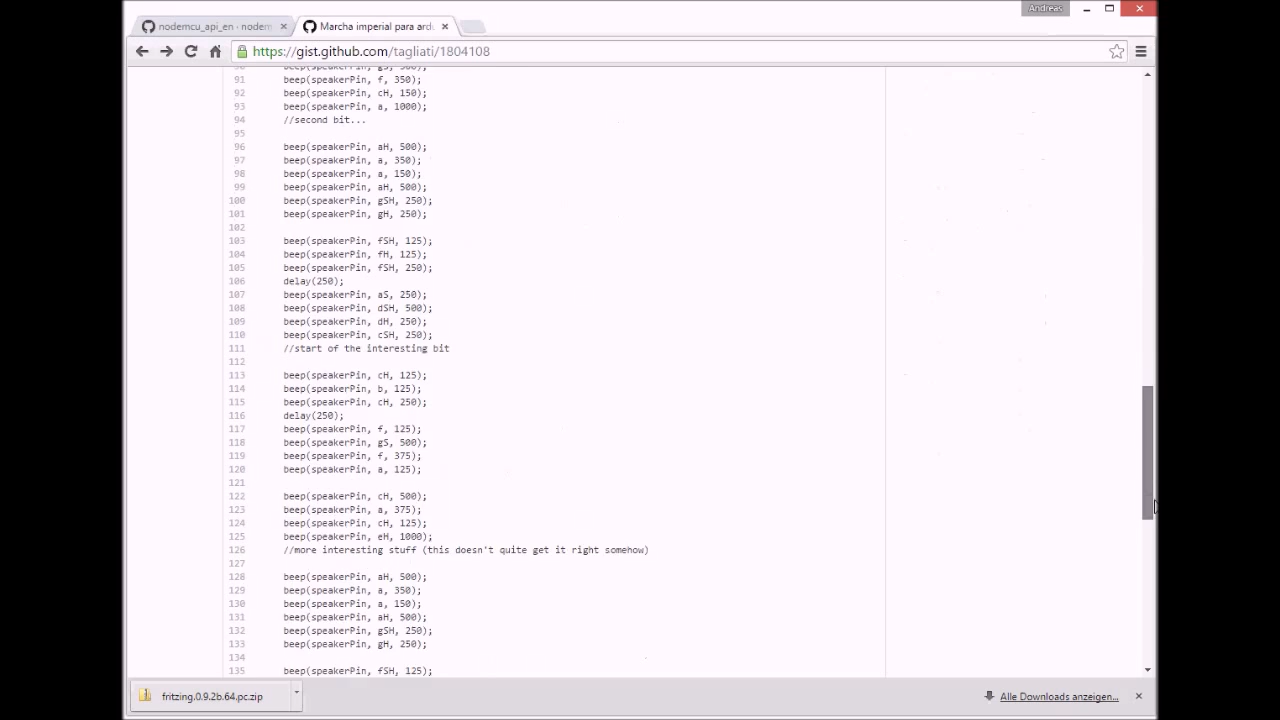 Andreas
nodemcu_api_en · nodem
Marcha imperial para ardu
https://gist.github.com/tagliati/1804108
90 beep(speakerPin, gS, 500);
91 beep(speakerPin, f, 350);
92 beep(speakerPin, cH, 150);
93 beep(speakerPin, a, 1000);
94 //second bit...
95
96 beep(speakerPin, aH, 500);
97 beep(speakerPin, a, 350);
98 beep(speakerPin, a, 150);
99 beep(speakerPin, aH, 500);
100 beep(speakerPin, gSH, 250);
101 beep(speakerPin, gH, 250);
102
103 beep(speakerPin, fSH, 125);
104 beep(speakerPin, fH, 125);
105 beep(speakerPin, fSH, 250);
106 delay(250);
107 beep(speakerPin, aS, 250);
108 beep(speakerPin, dSH, 500);
109 beep(speakerPin, dH, 250);
110 beep(speakerPin, cSH, 250);
111 //start of the interesting bit
112
113 beep(speakerPin, cH, 125);
114 beep(speakerPin, b, 125);
115 beep(speakerPin, cH, 250);
116 delay(250);
117 beep(speakerPin, f, 125);
118 beep(speakerPin, gS, 500);
119 beep(speakerPin, f, 375);
120 beep(speakerPin, a, 125);
121
122 beep(speakerPin, cH, 500);
123 beep(speakerPin, a, 375);
124 beep(speakerPin, cH, 125);
125 beep(speakerPin, eH, 1000);
126 //more interesting stuff (this doesn't quite get it right somehow)
127
128 beep(speakerPin, aH, 500);
129 beep(speakerPin, a, 350);
130 beep(speakerPin, a, 150);
131 beep(speakerPin, aH, 500);
132 beep(speakerPin, gSH, 250);
133 beep(speakerPin, gH, 250);
134
135 beep(speakerPin, fSH, 125);
fritzing.0.9.2b.64.pc.zip
Alle Downloads anzeigen...